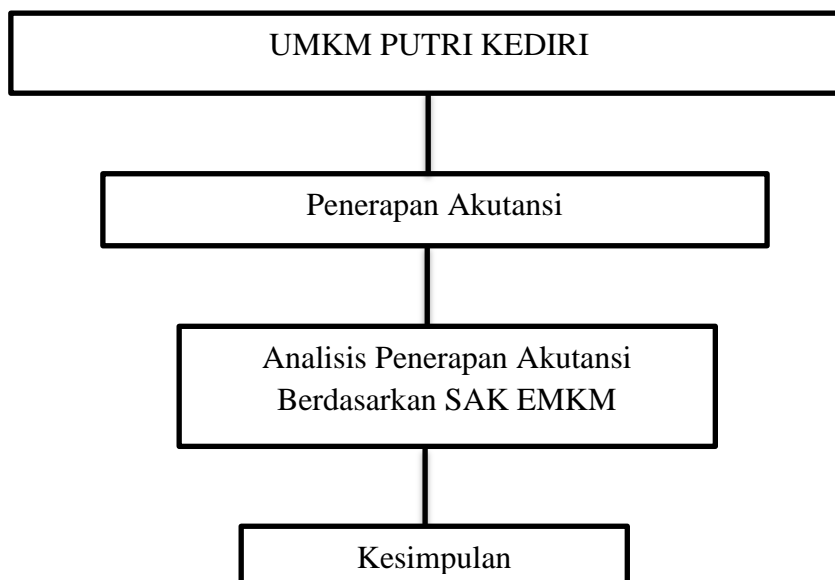 UMKM PUTRI KEDIRI
Penerapan Akutansi
Analisis Penerapan Akutansi
Berdasarkan SAK EMKM
Kesimpulan